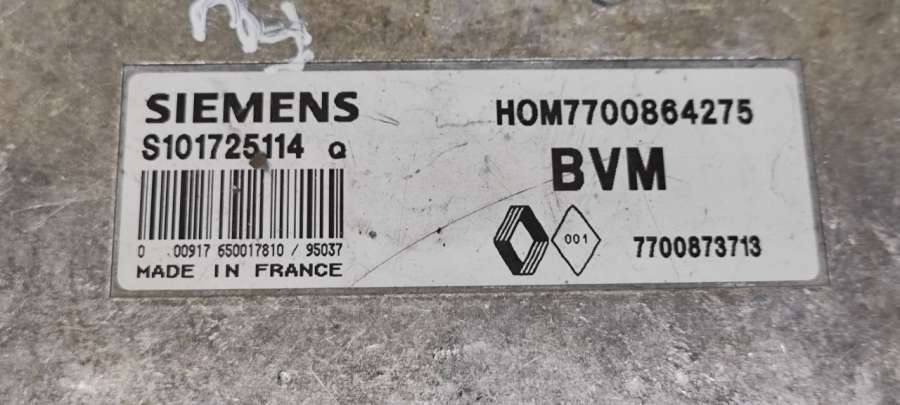 SIEMENS
S101725114 Q
0 00917 650017810 / 95037
MADE IN FRANCE
HOM7700864275
BVM
001
7700873713